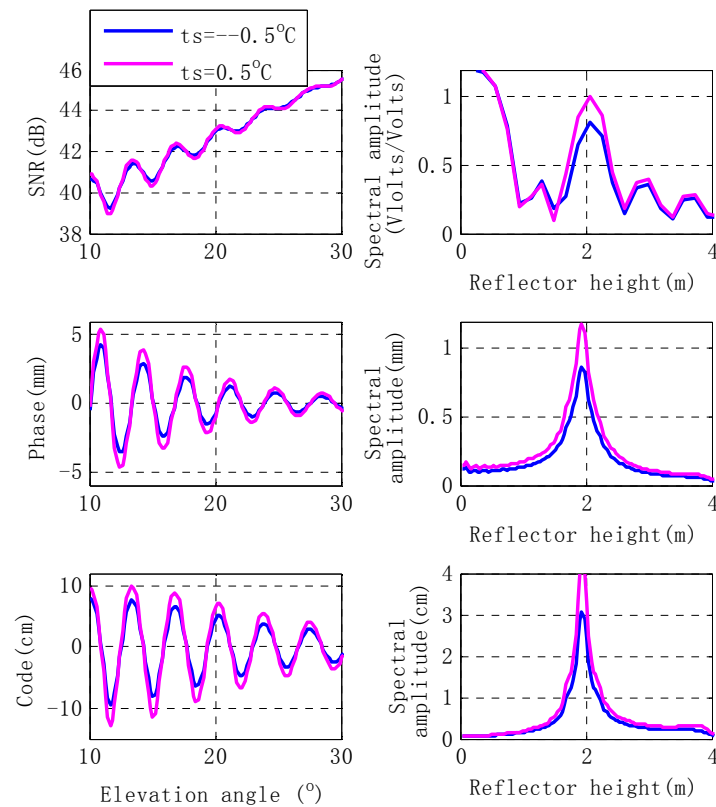 ts=--0.5°C
ts=0.5°C
46
44
42
40
38
10
20
30
SNR(dB)
1
0.5
0
0
2
4
Spectral amplitude
(Vlolts/Volts)
Reflector height(m)
5
0
-5
10
20
30
Phase(mm)
1
0.5
0
0
2
4
Spectral
amplitude(mm)
Reflector height(m)
10
0
-10
10
20
30
Code(cm)
Elevation angle (°)
4
3
2
1
0
0
2
4
Spectral
amplitude(cm)
Reflector height(m)